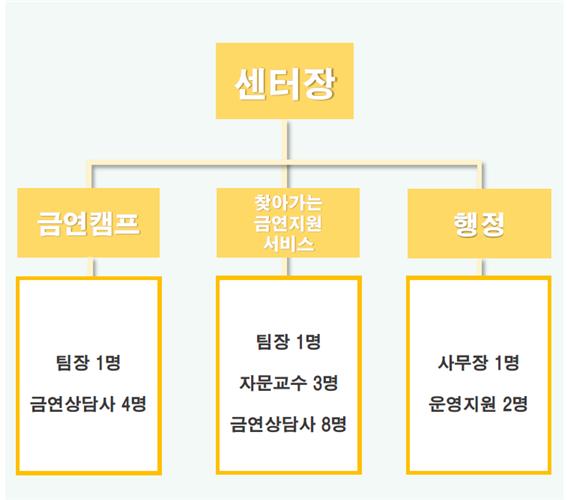 센터장
금연캠프
찾아가는
금연지원
서비스
행정
팀장 1명
금연상담사 4명
팀장 1명
자문교수 3명
금연상담사 8명
사무장 1명
운영지원 2명